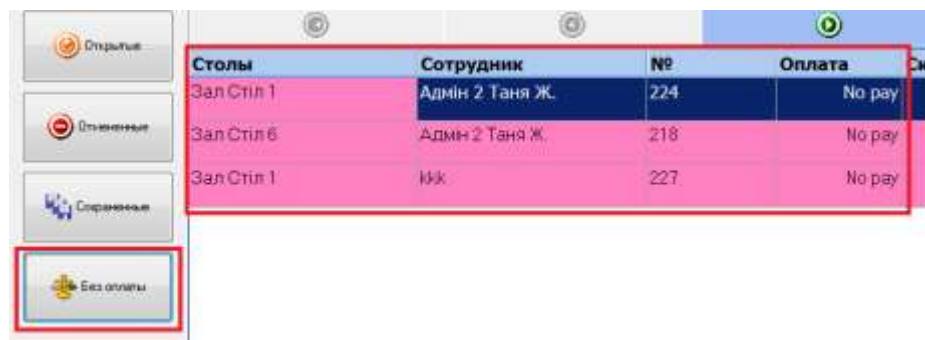 Открытые
Отмененные
Сохраненные
Без оплаты
Столы Сотрудник № Оплата Ск
Зал Стіл 1 Адмін 2 Таня Ж. 224 No pay
Зал Стіл 6 Адмін 2 Таня Ж. 218 No pay
Зал Стіл 1 kkk 227 No pay